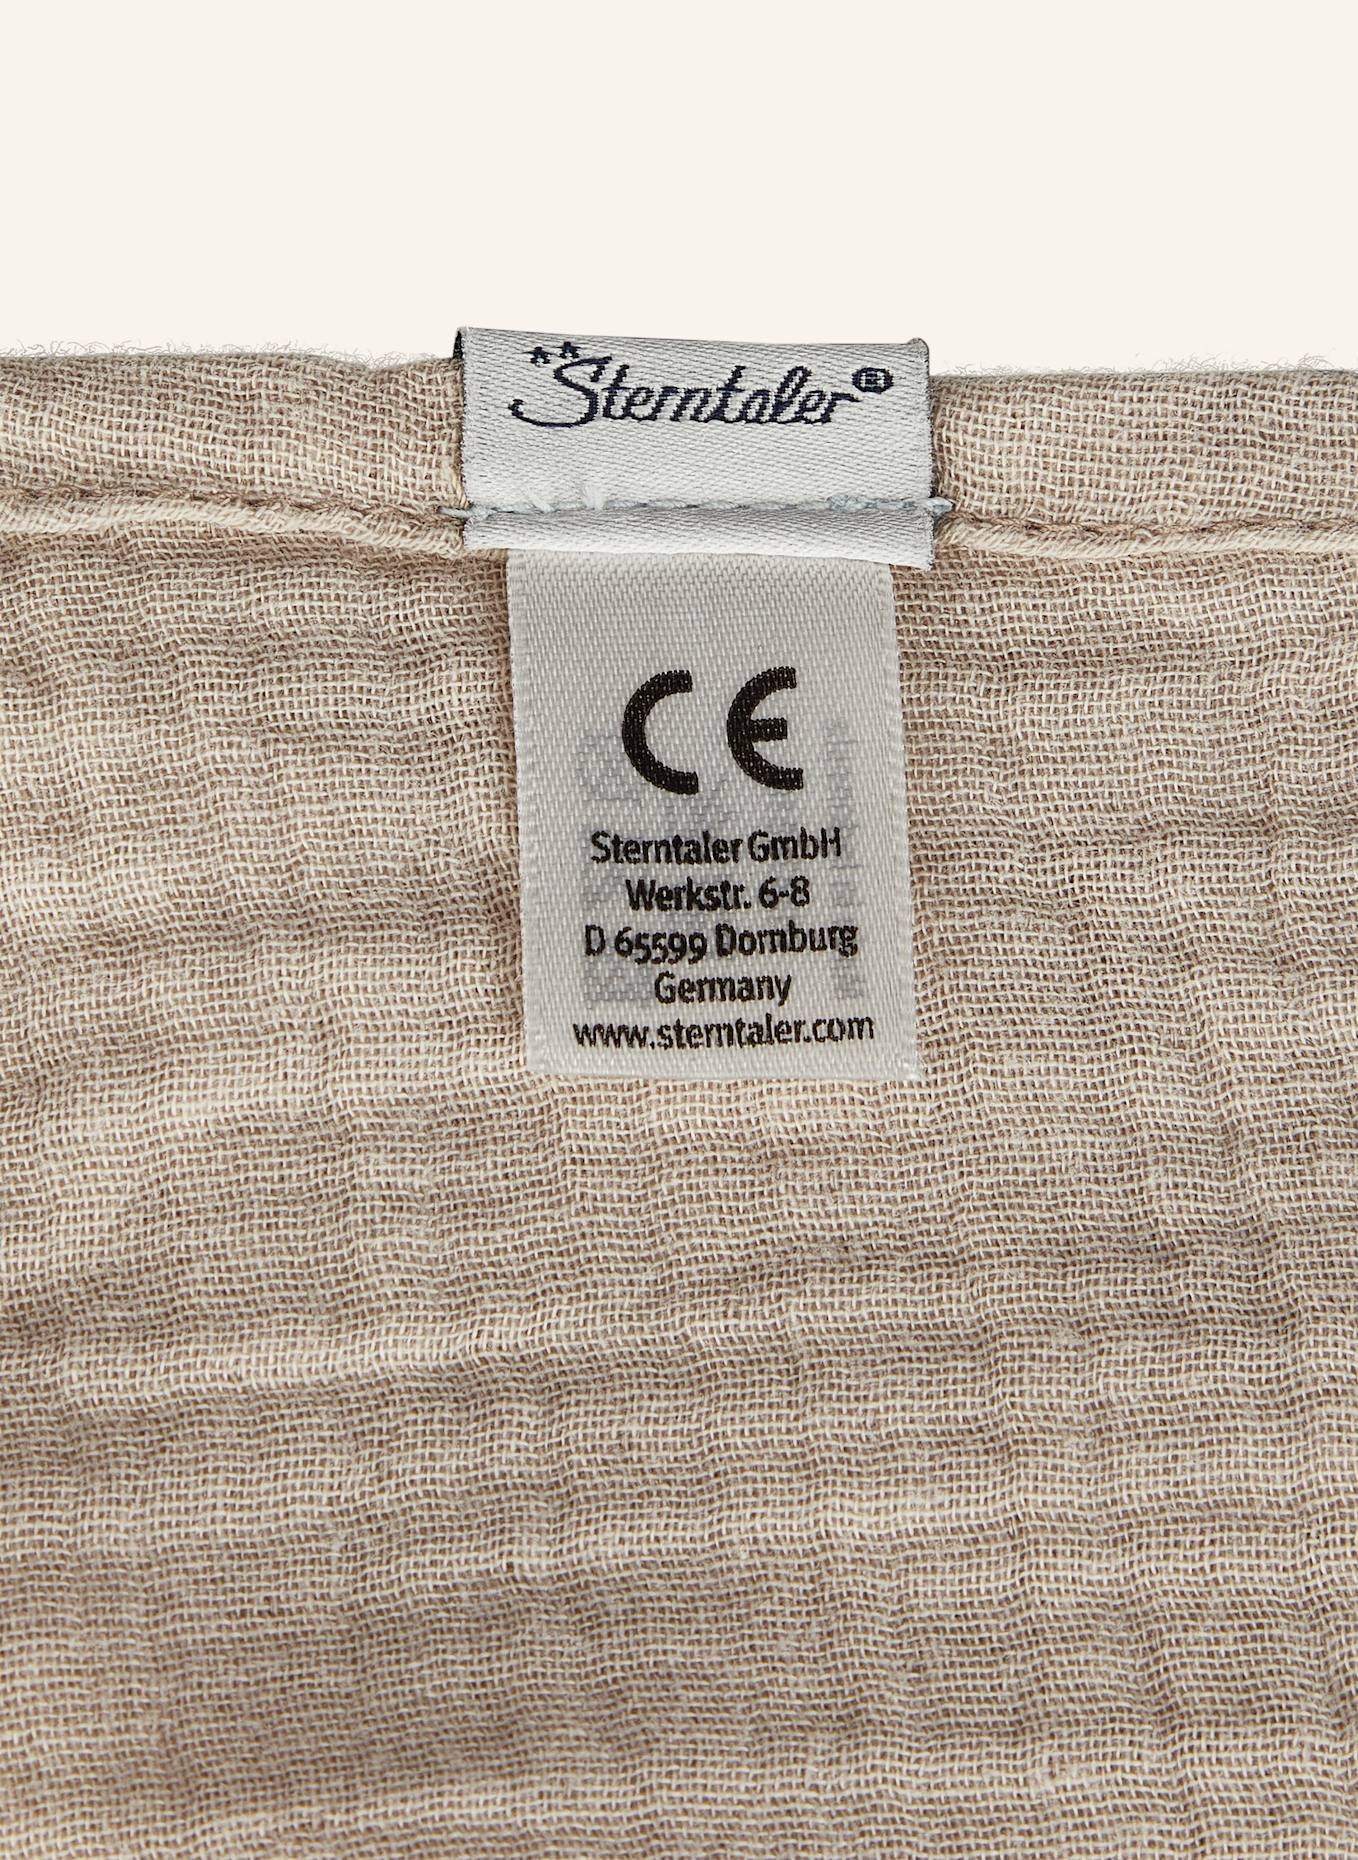 Sterntaler®
CE
Sterntaler GmbH
Werkstr. 6-8
D 65599 Dornburg
Germany
www.sterntaler.com